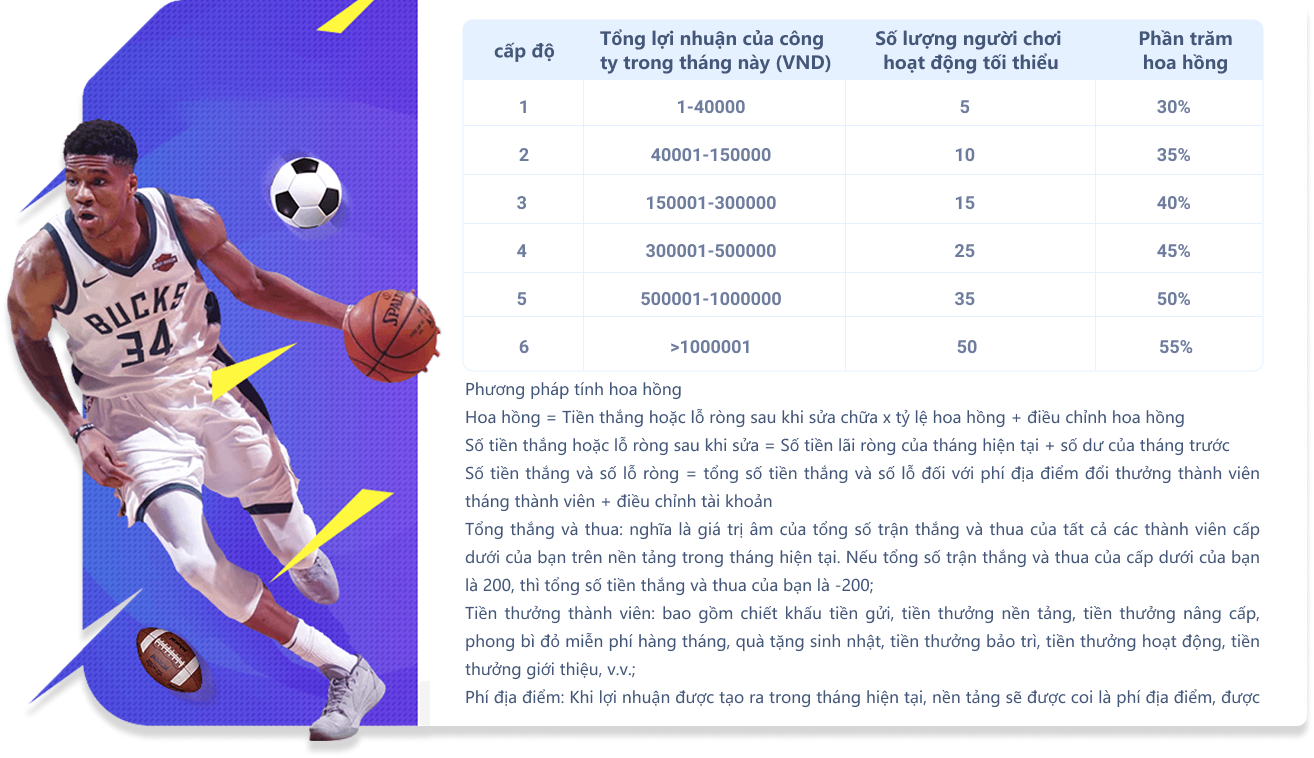 cấp độ
Tổng lợi nhuận của công
ty trong tháng này (VND)
Số lượng người chơi
hoạt động tối thiểu
Phần trăm
hoa hồng
1 1-40000 5 30%
2 40001-150000 10 35%
3 150001-300000 15 40%
4 300001-500000 25 45%
5 500001-1000000 35 50%
6 >1000001 50 55%
Phương pháp tính hoa hồng
Hoa hồng = Tiền thắng hoặc lỗ ròng sau khi sửa chữa x tỷ lệ hoa hồng + điều chỉnh hoa hồng
Số tiền thắng hoặc lỗ ròng sau khi sửa = Số tiền lãi ròng của tháng hiện tại + số dư của tháng trước
Số tiền thắng và số lỗ ròng = tổng số tiền thắng và số lỗ đối với phí địa điểm đổi thưởng thành viên
tháng thành viên + điều chỉnh tài khoản
Tổng thắng và thua: nghĩa là giá trị âm của tổng số trận thắng và thua của tất cả các thành viên cấp
dưới của bạn trên nền tảng trong tháng hiện tại. Nếu tổng số trận thắng và thua của cấp dưới của bạn
là 200, thì tổng số tiền thắng và thua của bạn là -200;
Tiền thưởng thành viên: bao gồm chiết khấu tiền gửi, tiền thưởng nền tảng, tiền thưởng nâng cấp,
phong bì đỏ miễn phí hàng tháng, quà tặng sinh nhật, tiền thưởng bảo trì, tiền thưởng hoạt động, tiền
thưởng giới thiệu, v.v.;
Phí địa điểm: Khi lợi nhuận được tạo ra trong tháng hiện tại, nền tảng sẽ được coi là phí địa điểm, được
BUCKS
34
SPALD